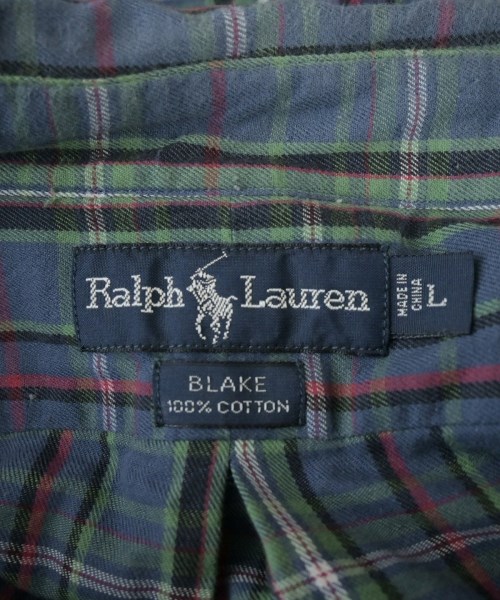 Ralph Lauren
MADE IN
CHINA
L
BLAKE
100% COTTON